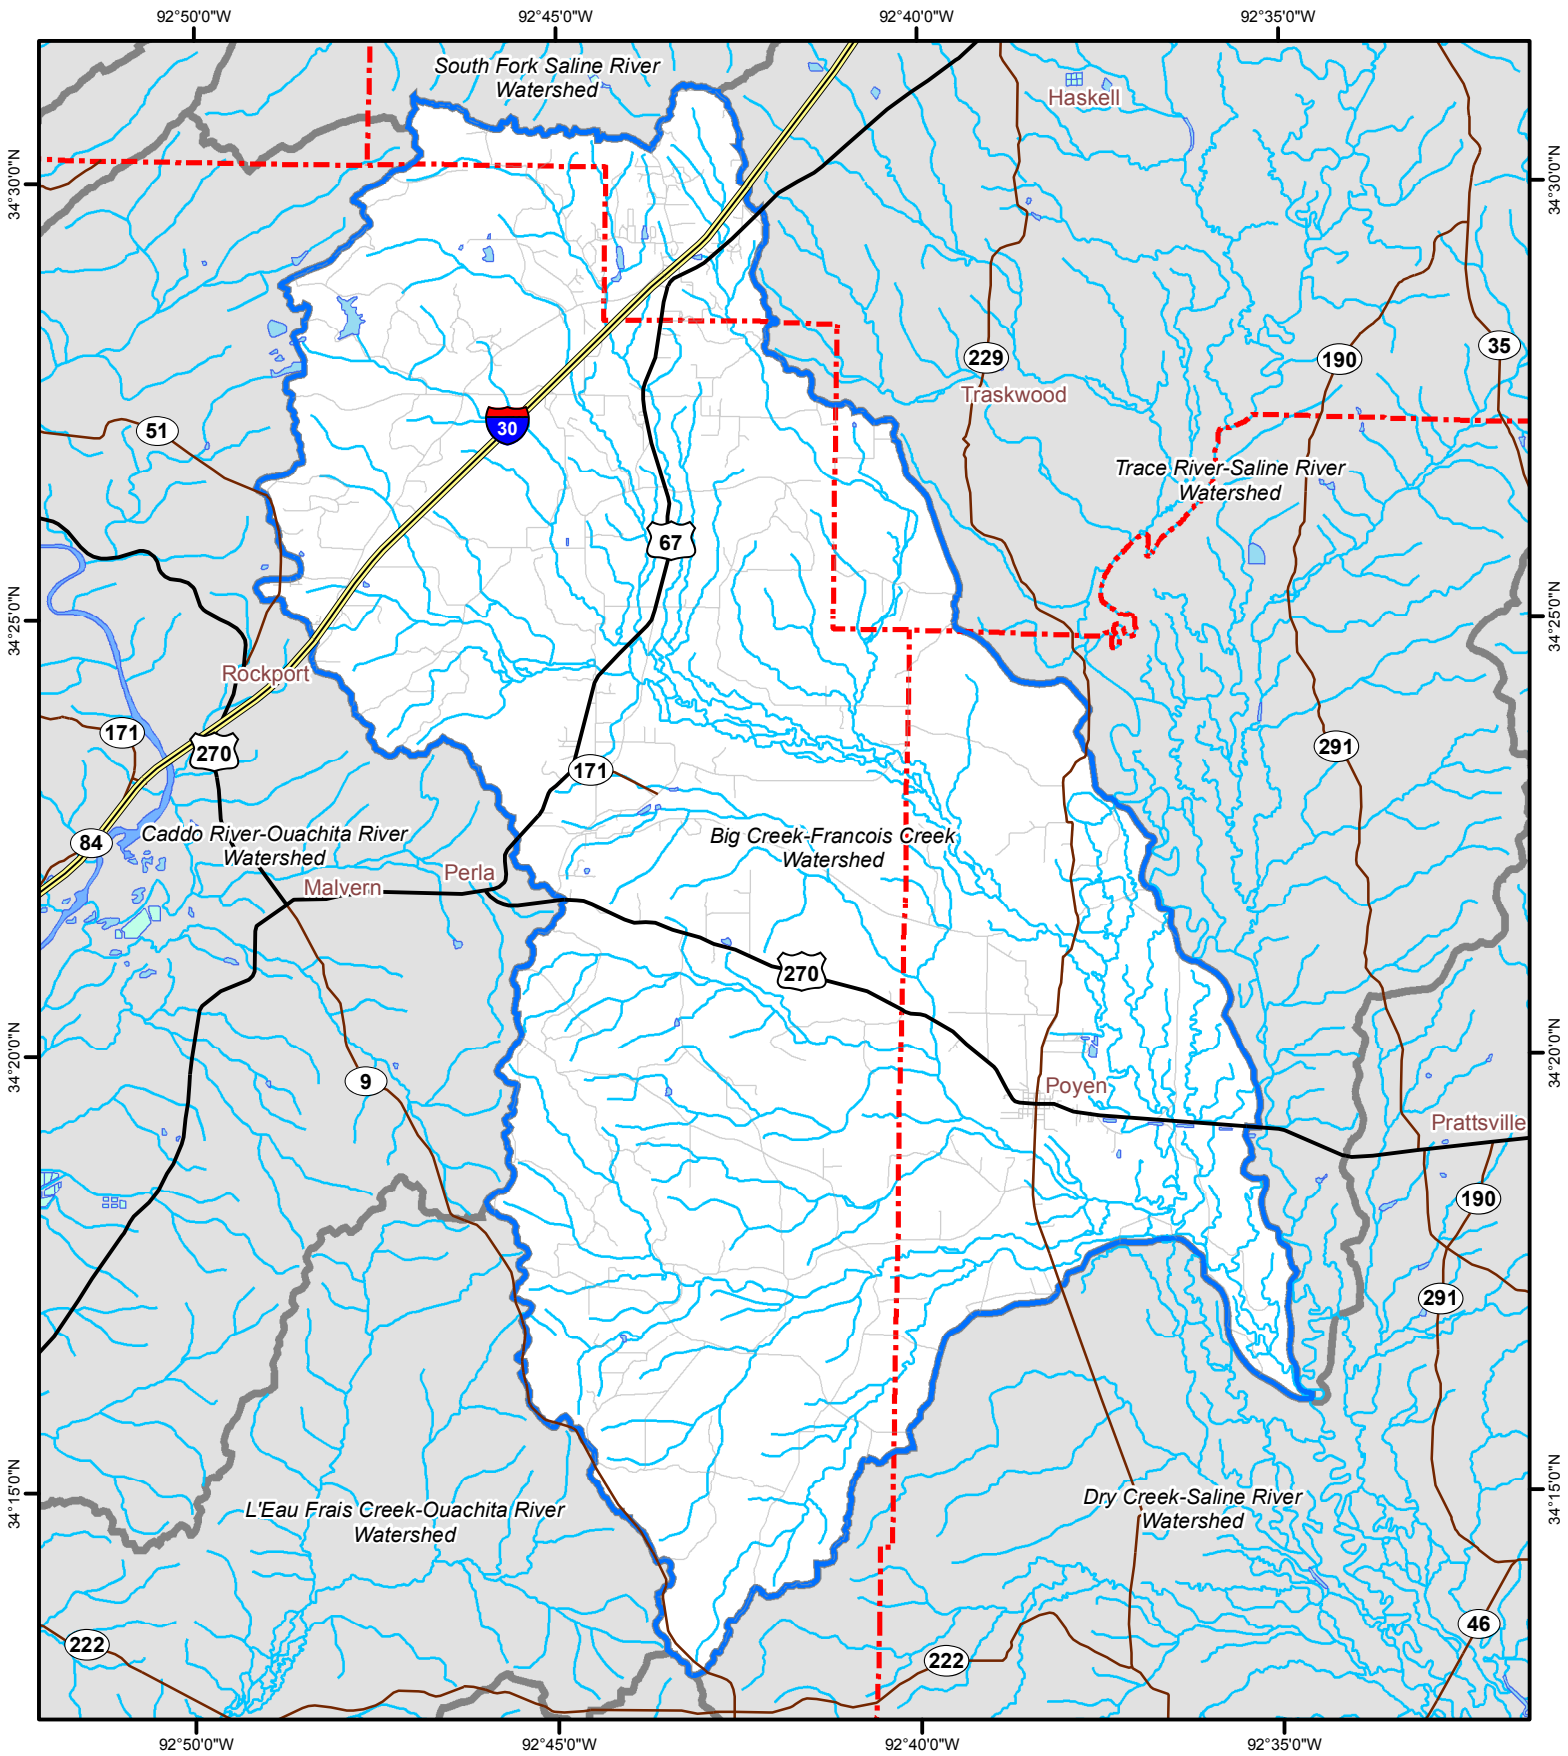 92°50'0"W
92°45'0"W
92°40'0"W
92°35'0"W
South Fork Saline River
Watershed
Haskell
34°30'0"N
34°30'0"N
229
190
35
Traskwood
51
30
Trace River-Saline River
Watershed
67
34°25'0"N
34°25'0"N
Rockport
171
270
291
171
84
Caddo River-Ouachita River
Watershed
Big Creek-Francois Creek
Watershed
Perla
Malvern
270
34°20'0"N
34°20'0"N
9
Poyen
Prattsville
190
291
34°15'0"N
34°15'0"N
L'Eau Frais Creek-Ouachita River
Watershed
Dry Creek-Saline River
Watershed
222
222
46
92°50'0"W
92°45'0"W
92°40'0"W
92°35'0"W